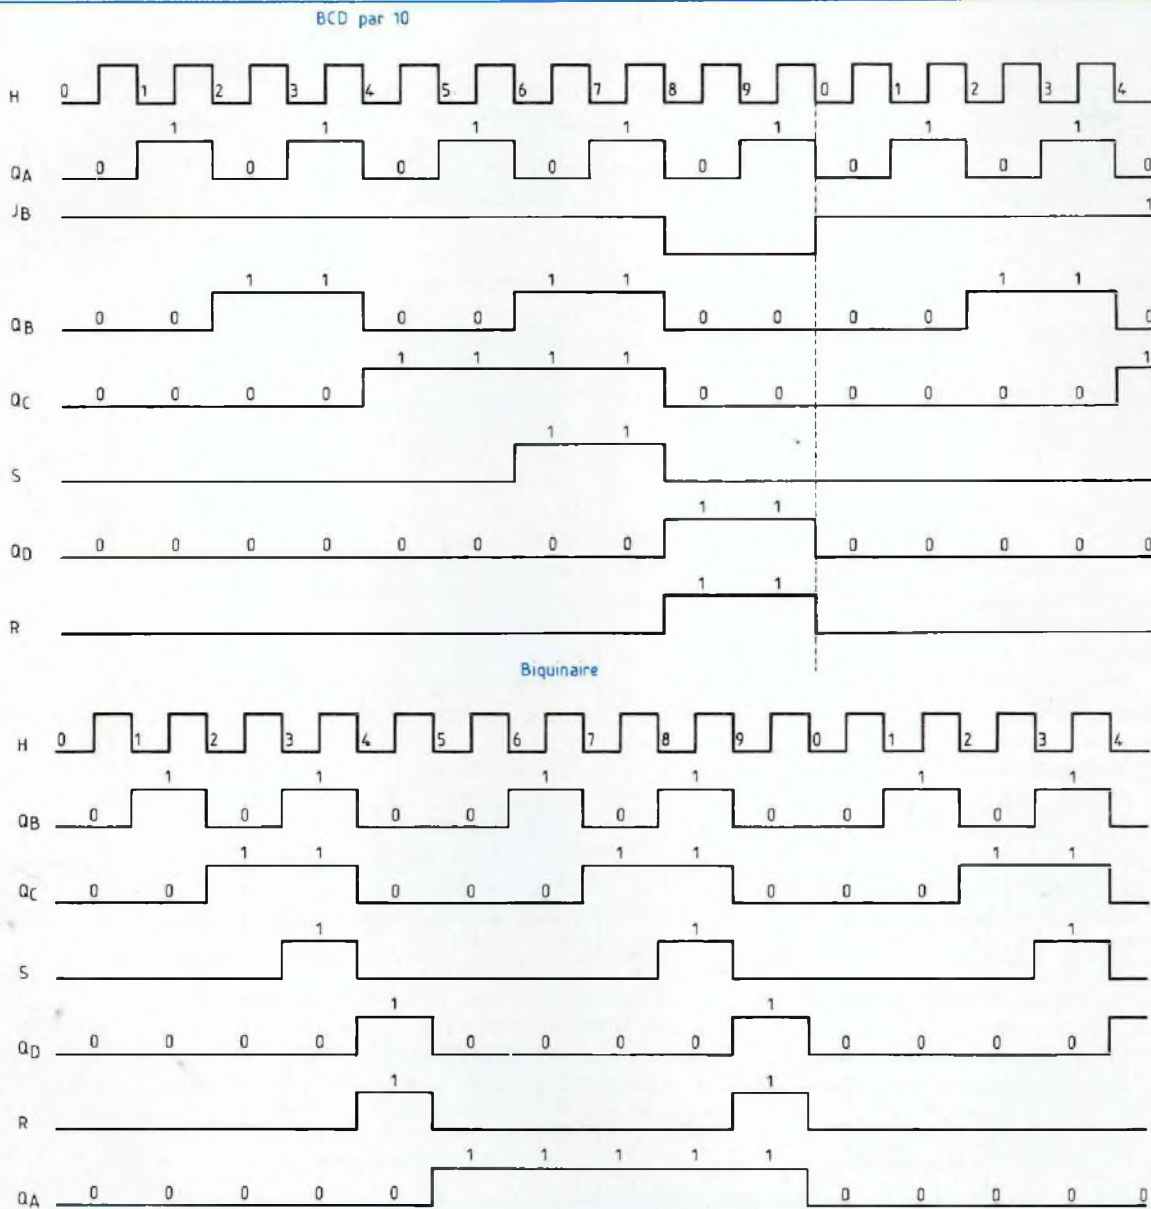 BCD par 10
H 0 1 2 3 4 5 6 7 8 9 0 1 2 3 4
1 1 1 1 1 1 1
QA 0 0 0 0 0 0 0 0
JB 1
1 1 1 1 1 1
QB 0 0 0 0 0 0 0 0 0
1 1 1 1 1
QC 0 0 0 0 0 0 0 0 0 0
1 1
S
1 1
QD 0 0 0 0 0 0 0 0 0 0 0 0 0
1 1
R
Biquinaire
H 0 1 2 3 4 5 6 7 8 9 0 1 2 3 4
1 1 1 1 1 1
QB 0 0 0 0 0 0 0 0
1 1 1 1 1 1
QC 0 0 0 0 0 0 0 0
1 1 1
S
1 1
QD 0 0 0 0 0 0 0 0 0 0 0 0
1 1
R
1 1 1 1 1
QA 0 0 0 0 0 0 0 0 0 0